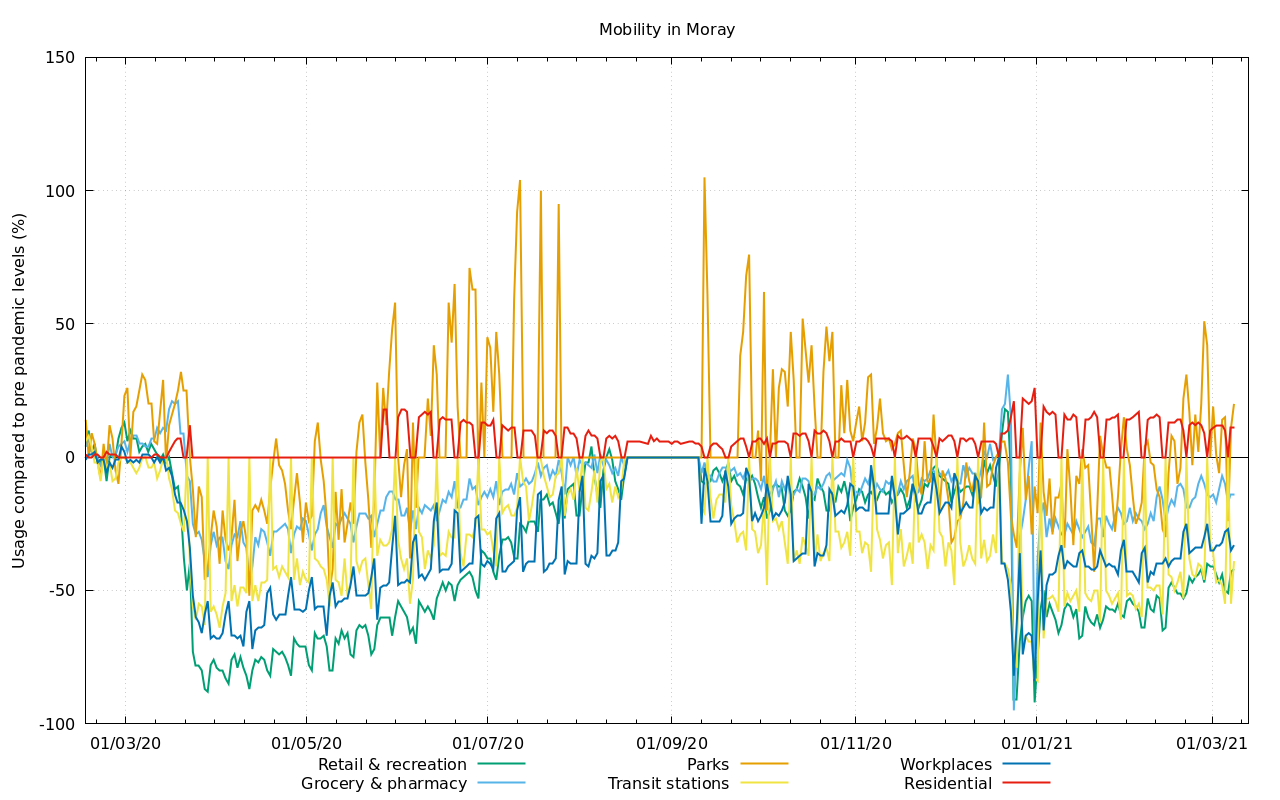 Mobility in Moray
Usage compared to pre pandemic levels (%)
150
100
50
0
-50
-100
01/03/20 01/05/20 01/07/20 01/09/20 01/11/20 01/01/21 01/03/21
Retail & recreation Parks Workplaces
Grocery & pharmacy Transit stations Residential